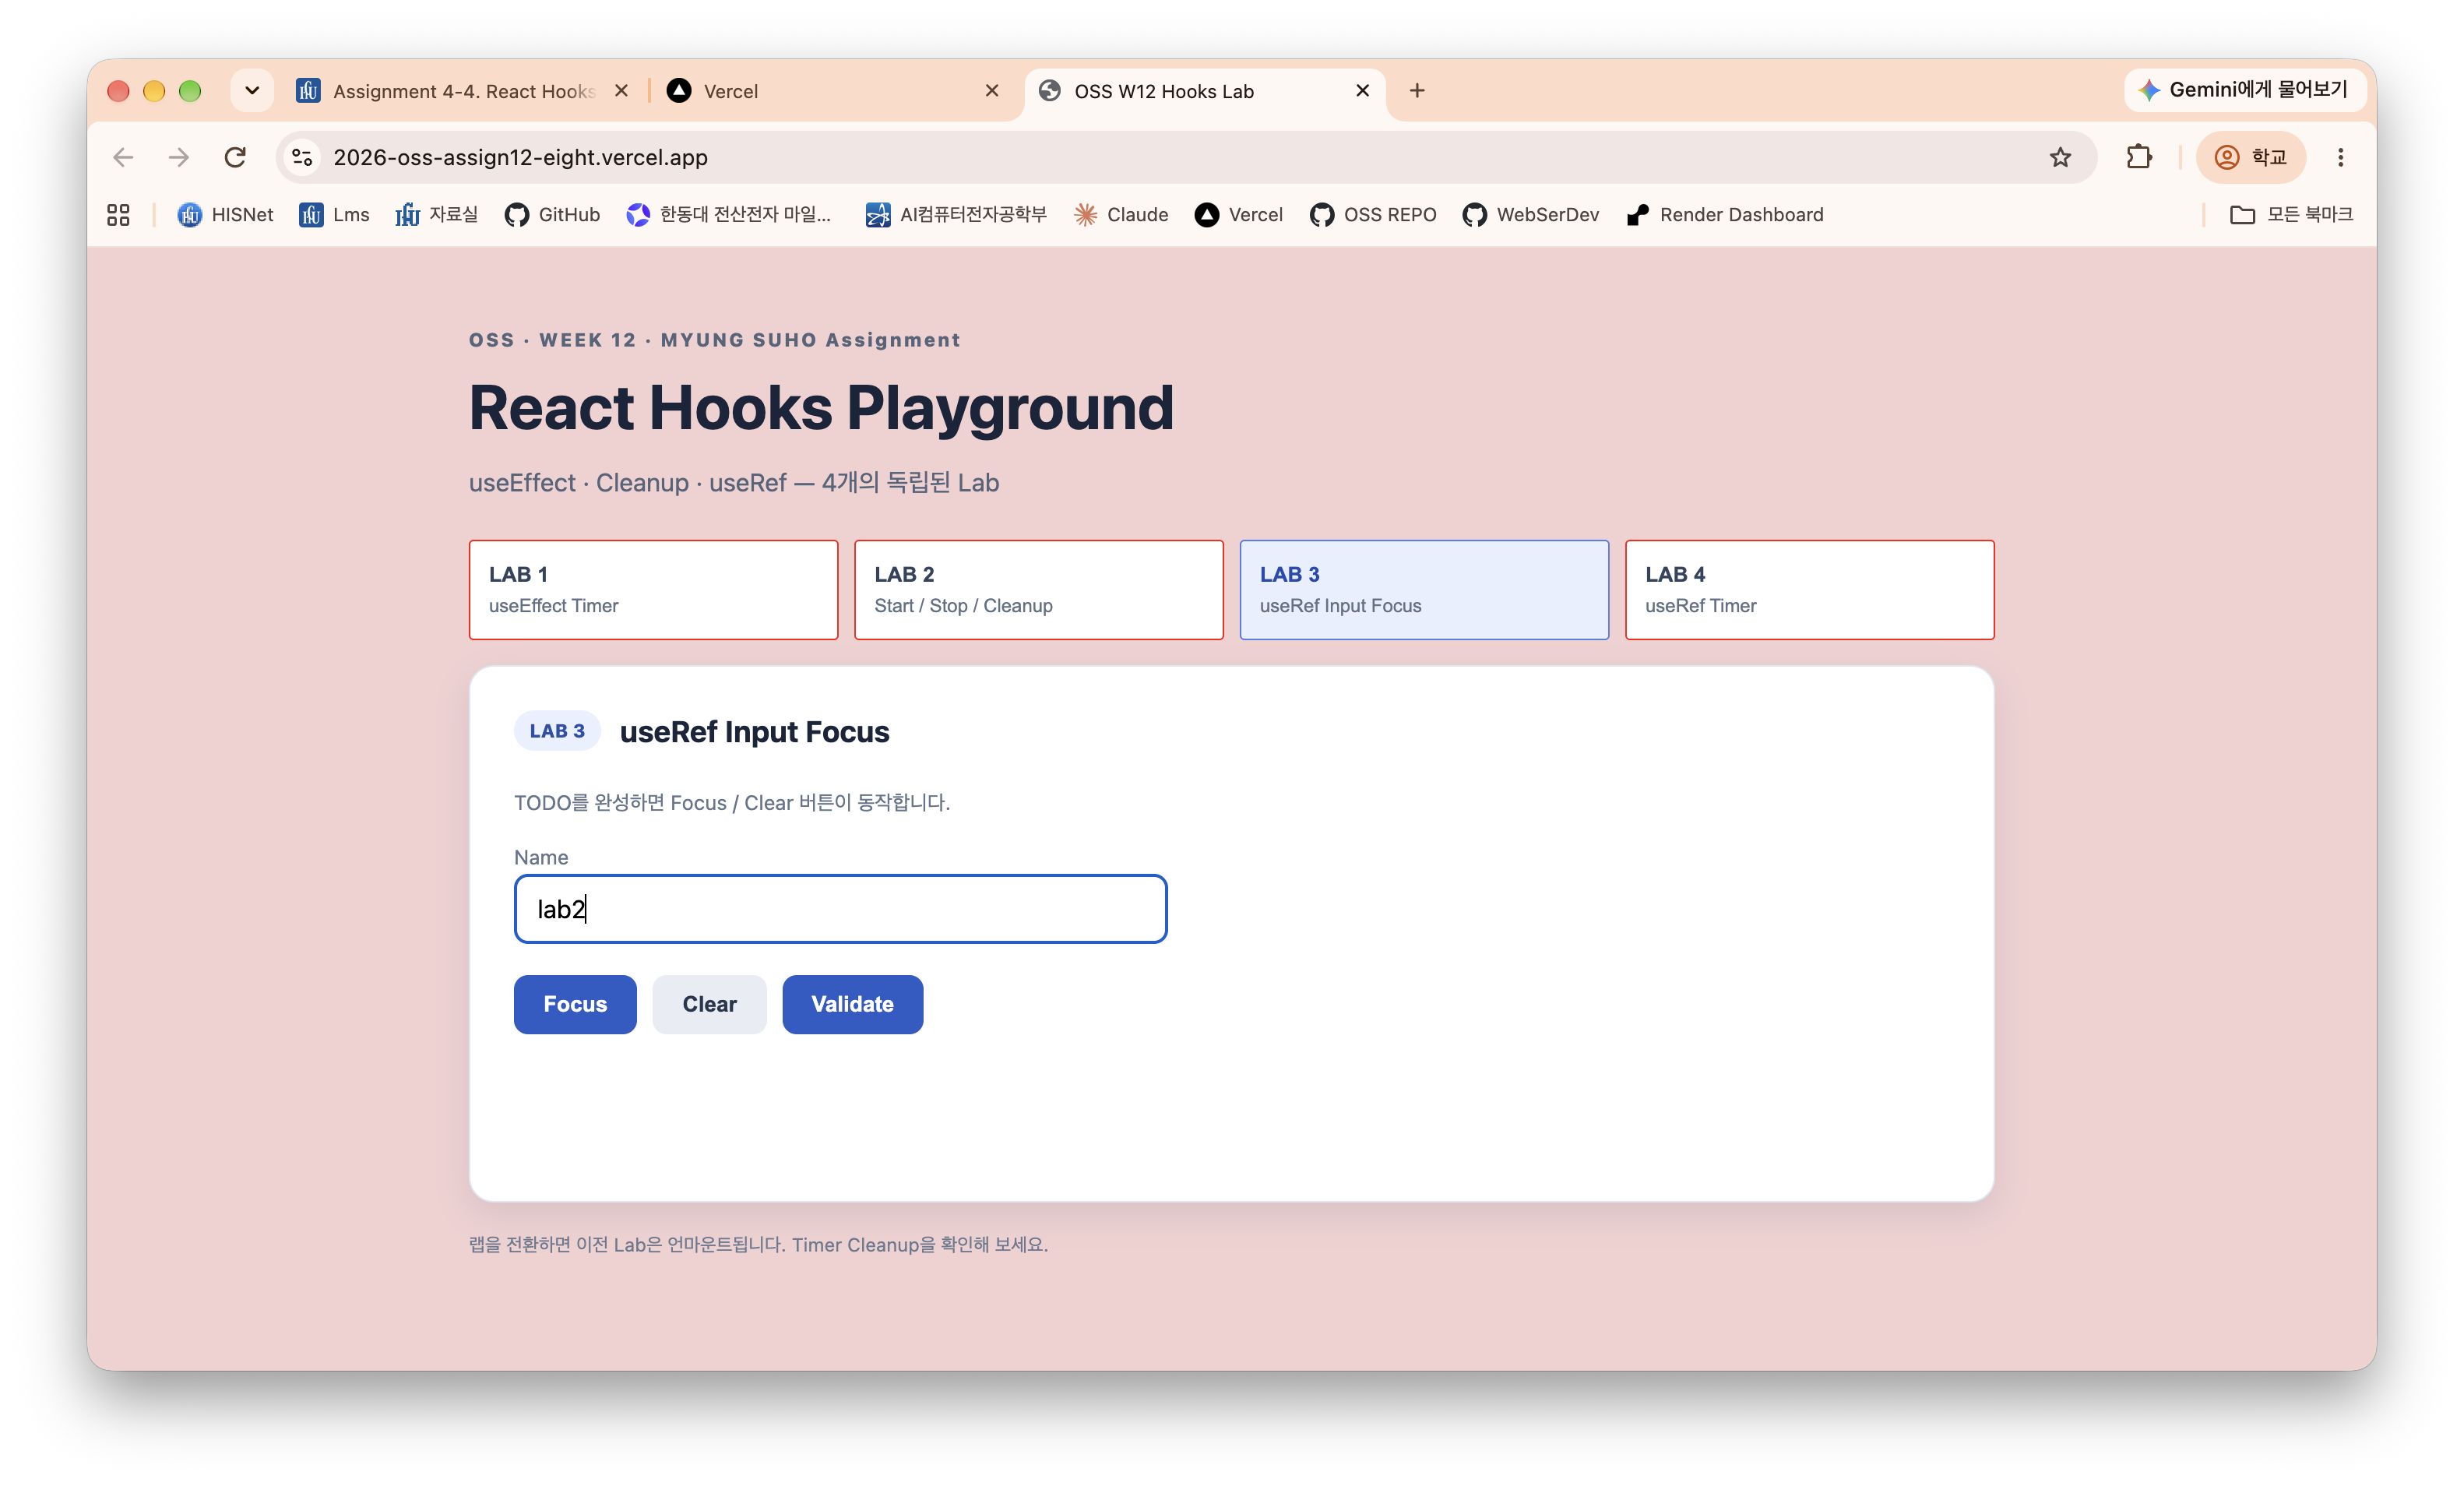 Assignment 4-4. React Hooks
Vercel
OSS W12 Hooks Lab
Gemini에게 물어보기
2026-oss-assign12-eight.vercel.app
학교
HISNet
Lms
자료실
GitHub
한동대 전산전자 마일...
AI컴퓨터전자공학부
Claude
Vercel
OSS REPO
WebSerDev
Render Dashboard
모든 북마크
OSS · WEEK 12 · MYUNG SUHO Assignment
React Hooks Playground
useEffect · Cleanup · useRef — 4개의 독립된 Lab
LAB 1
useEffect Timer
LAB 2
Start / Stop / Cleanup
LAB 3
useRef Input Focus
LAB 4
useRef Timer
LAB 3
useRef Input Focus
TODO를 완성하면 Focus / Clear 버튼이 동작합니다.
Name
lab2
Focus
Clear
Validate
랩을 전환하면 이전 Lab은 언마운트됩니다. Timer Cleanup을 확인해 보세요.